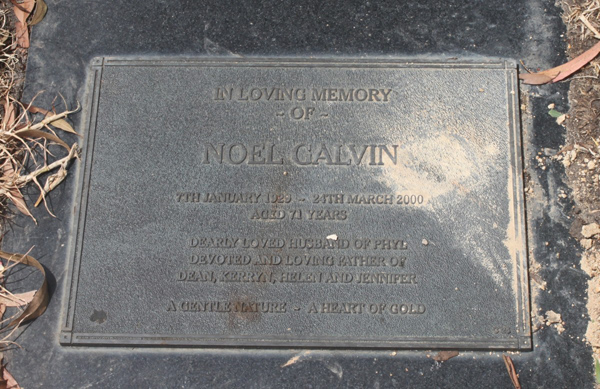 IN LOVING MEMORY
~ OF ~
NOEL GALVIN
7TH JANUARY 1929 ~ 24TH MARCH 2000
AGED 71 YEARS
DEARLY LOVED HUSBAND OF PHYL
DEVOTED AND LOVING FATHER OF
DEAN, KERRYN, HELEN AND JENNIFER
A GENTLE NATURE ~ A HEART OF GOLD